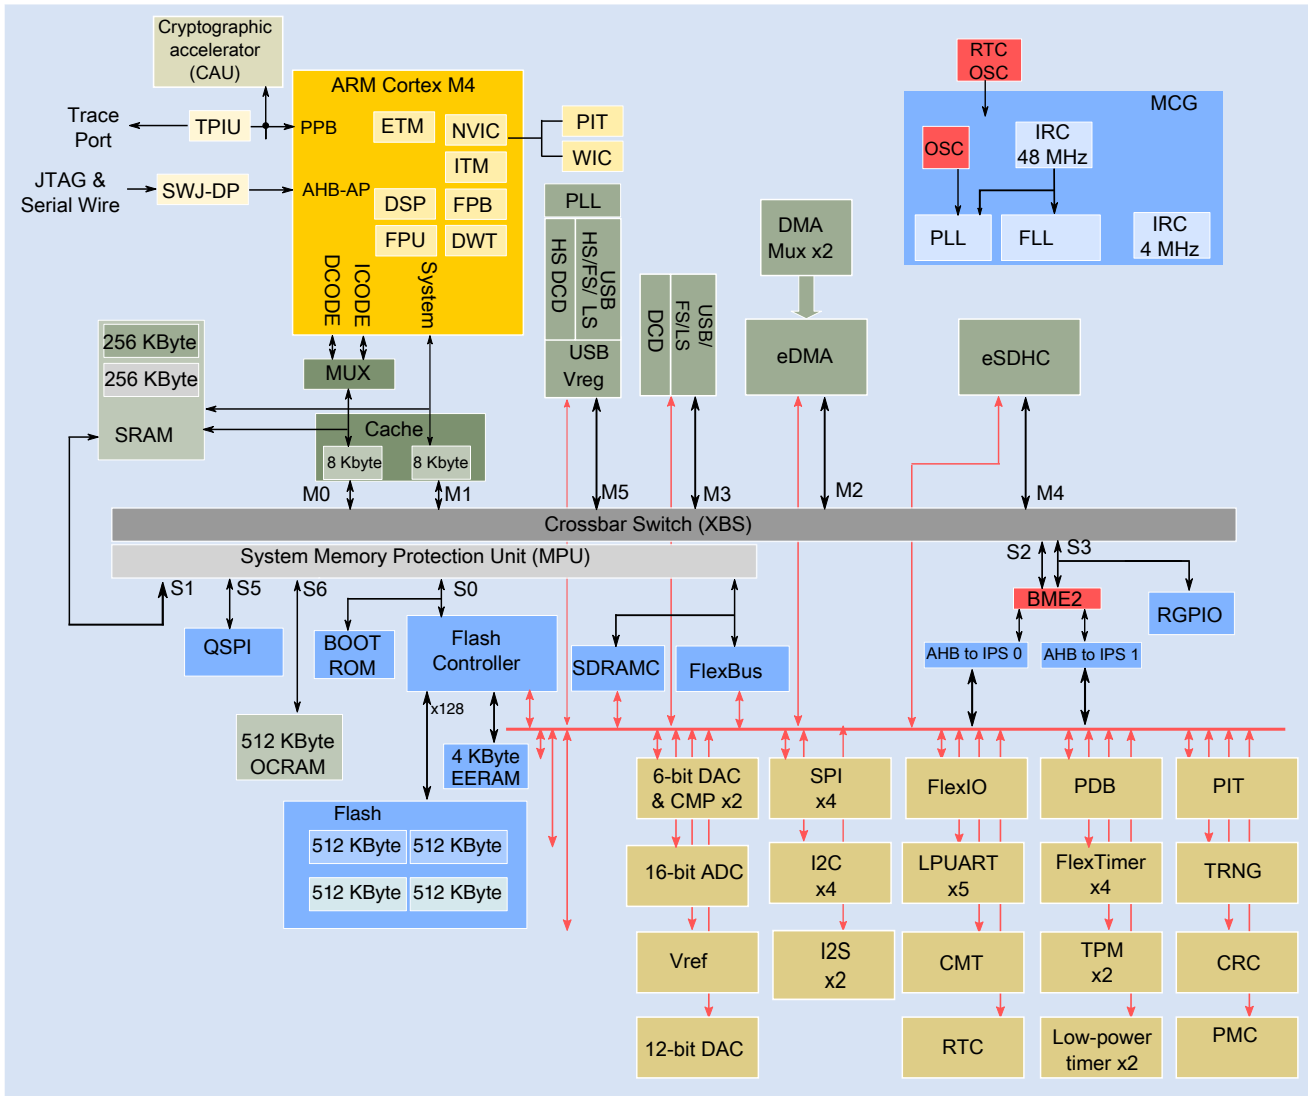 Cryptographic
accelerator
(CAU)
Trace
Port
TPIU
JTAG &
Serial Wire
SWJ-DP
ARM Cortex M4
PPB
AHB-AP
ETM
NVIC
ITM
DSP
FPB
FPU
DWT
DCODE
ICODE
System
PIT
WIC
PLL
HS DCD
USB
HS/FS/ LS
USB
Vreg
DCD
USB/
FS/LS
DMA
Mux x2
eDMA
eSDHC
RTC
OSC
MCG
OSC
IRC
48 MHz
PLL
FLL
IRC
4 MHz
256 KByte
256 KByte
SRAM
MUX
Cache
8 Kbyte
8 Kbyte
M0
M1
M5
M3
M2
M4
Crossbar Switch (XBS)
System Memory Protection Unit (MPU)
S1
S5
S6
S0
S2
S3
BME2
RGPIO
AHB to IPS 0
AHB to IPS 1
QSPI
BOOT
ROM
Flash
Controller
SDRAMC
FlexBus
x128
512 KByte
OCRAM
4 KByte
EERAM
Flash
512 KByte
512 KByte
512 KByte
512 KByte
6-bit DAC
& CMP x2
SPI
x4
FlexIO
PDB
PIT
16-bit ADC
I2C
x4
LPUART
x5
FlexTimer
x4
TRNG
Vref
I2S
x2
CMT
TPM
x2
CRC
12-bit DAC
RTC
Low-power
timer x2
PMC